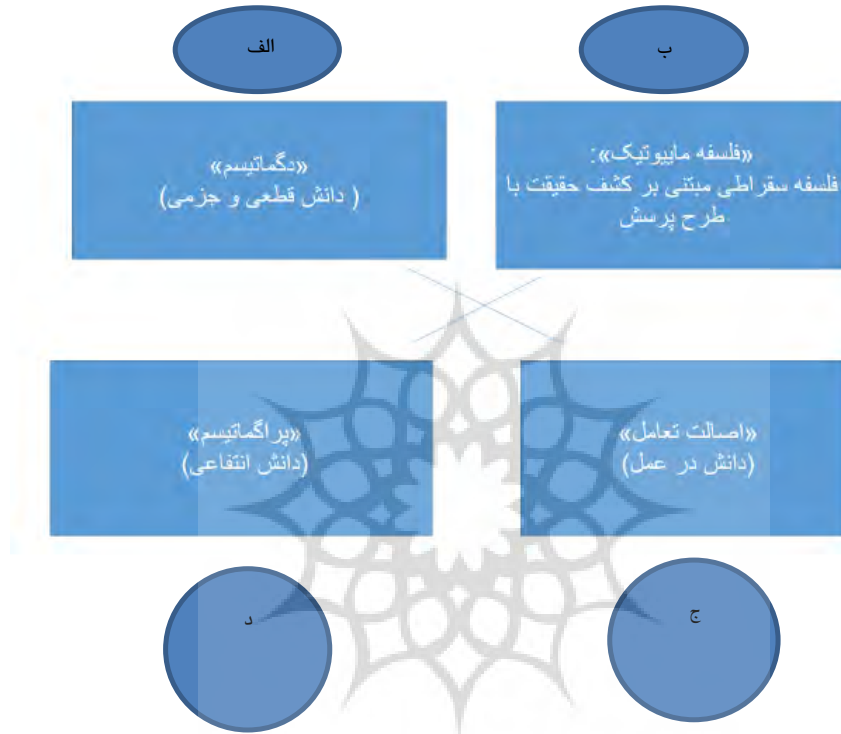 ب
الف
«فلسفه ماییوتیک»:
فلسفه سقراطی مبتنی بر کشف حقیقت با
طرح پرسش
«دگماتیسم»
( دانش قطعی و جزمی)
«اصالت تعامل»
(دانش در عمل)
«پراگماتیسم»
(دانش انتفاعی)
ج
د